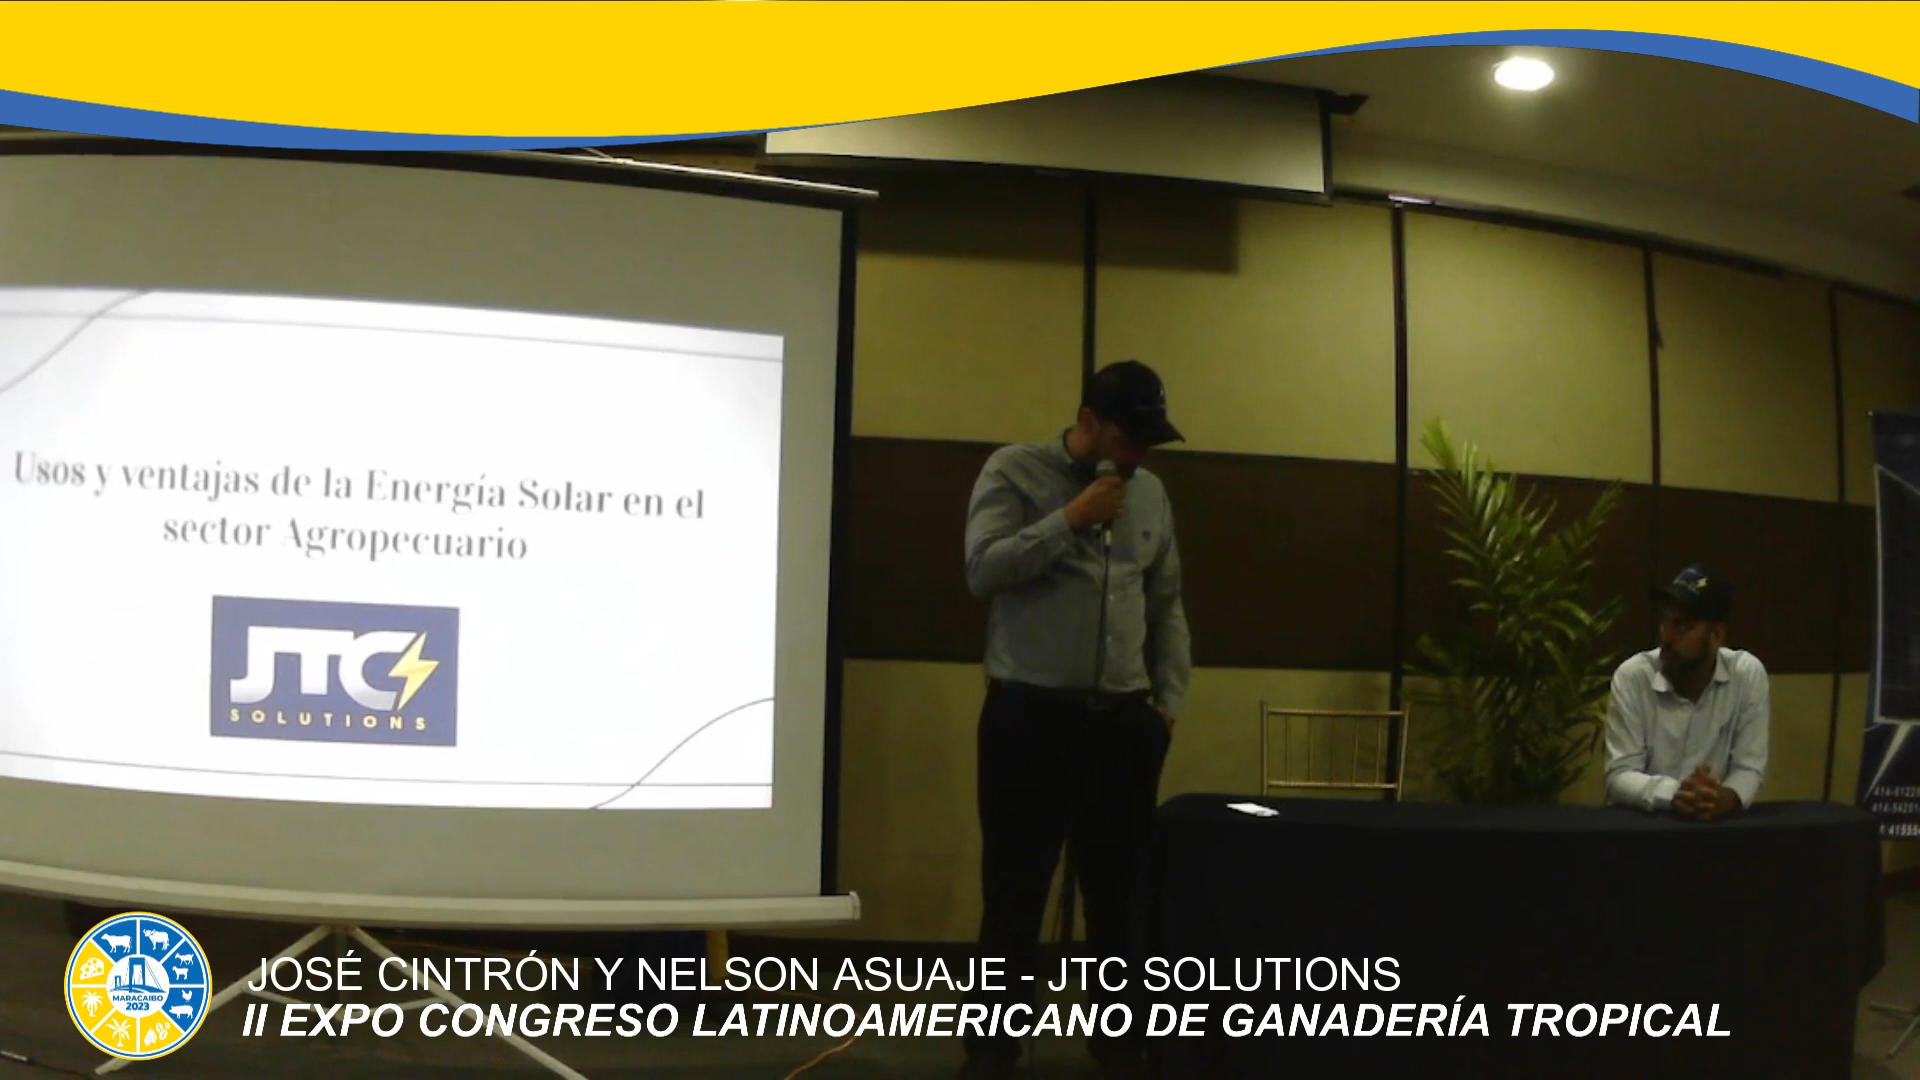 Usos y ventajas de la Energía Solar en el
sector Agropecuario
JTC
SOLUTIONS
MARACAIBO
2023
JOSÉ CINTRÓN Y NELSON ASUAJE - JTC SOLUTIONS
II EXPO CONGRESO LATINOAMERICANO DE GANADERÍA TROPICAL